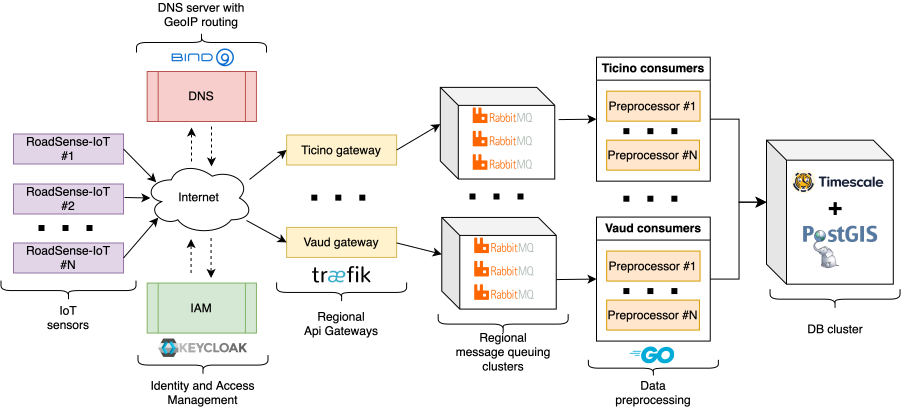 DNS server with
GeoIP routing
BIND 9
DNS
RoadSense-IoT
#1
RoadSense-IoT
#2
RoadSense-IoT
#N
IoT
sensors
Internet
IAM
KEYCLOAK
Identity and Access
Management
Ticino gateway
Vaud gateway
træfik
Regional
Api Gateways
RabbitMQ
RabbitMQ
RabbitMQ
RabbitMQ
RabbitMQ
RabbitMQ
Regional
message queuing
clusters
Ticino consumers
Preprocessor #1
Preprocessor #N
Vaud consumers
Preprocessor #1
Preprocessor #N
GO
Data
preprocessing
Timescale
+
PostGIS
DB cluster